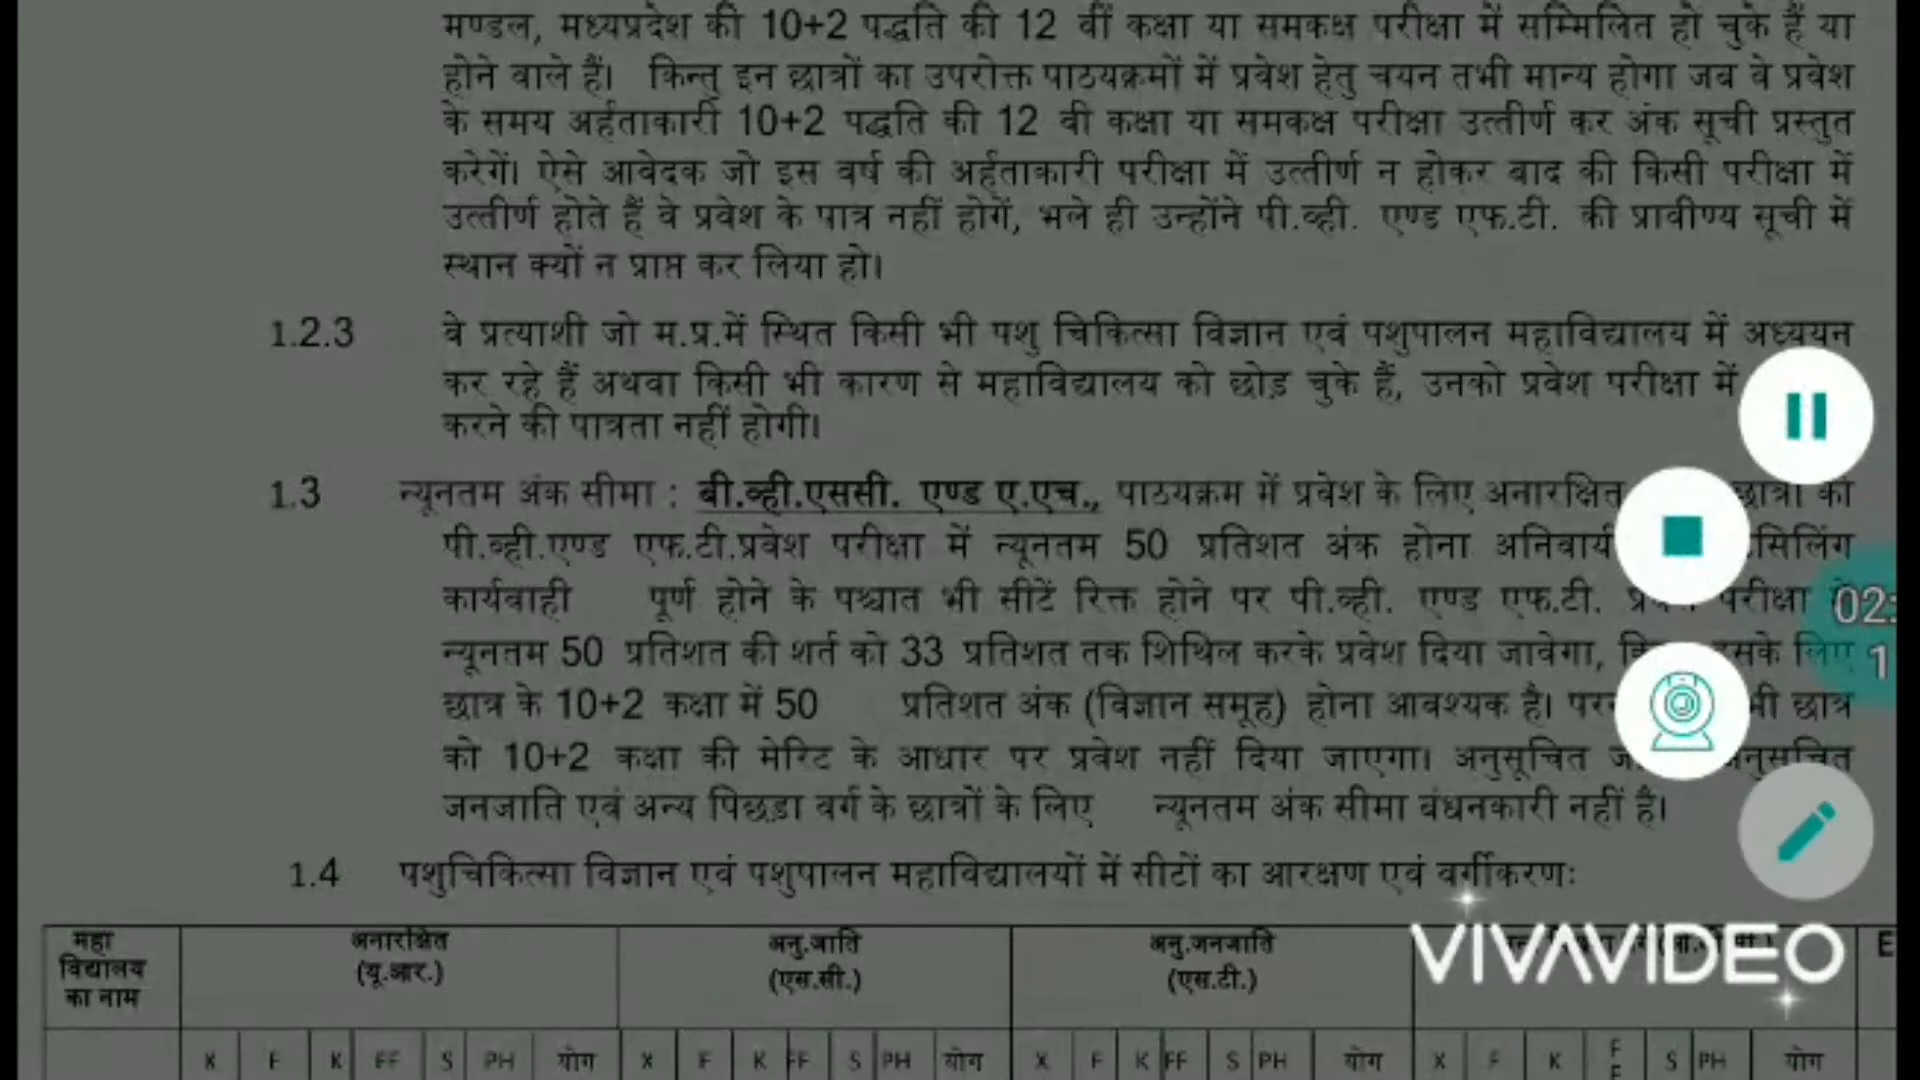 मण्डल, मध्यप्रदेश की 10+2 पद्धति की 12 वीं कक्षा या समकक्ष परीक्षा में सम्मिलित हो चुके हैं या
होने वाले हैं। किन्तु इन छात्रों का उपरोक्त पाठयक्रमों में प्रवेश हेतु चयन तभी मान्य होगा जब वे प्रवेश
के समय अर्हताकारी 10+2 पद्धति की 12 वी कक्षा या समकक्ष परीक्षा उत्तीर्ण कर अंक सूची प्रस्तुत
करेगें। ऐसे आवेदक जो इस वर्ष की अर्हताकारी परीक्षा में उत्तीर्ण न होकर बाद की किसी परीक्षा में
उत्तीर्ण होते हैं वे प्रवेश के पात्र नहीं होगें, भले ही उन्होंने पी.व्ही. एण्ड एफ.टी. की प्रावीण्य सूची में
स्थान क्यों न प्राप्त कर लिया हो।
1.2.3 वे प्रत्याशी जो म.प्र.में स्थित किसी भी पशु चिकित्सा विज्ञान एवं पशुपालन महाविद्यालय में अध्ययन
कर रहे हैं अथवा किसी भी कारण से महाविद्यालय को छोड़ चुके हैं, उनको प्रवेश परीक्षा में
करने की पात्रता नहीं होगी।
1.3 न्यूनतम अंक सीमा : बी.व्ही.एससी. एण्ड ए.एच., पाठयक्रम में प्रवेश के लिए अनारक्षित छात्रों को
पी.व्ही.एण्ड एफ.टी.प्रवेश परीक्षा में न्यूनतम 50 प्रतिशत अंक होना अनिवार्य
कार्यवाही पूर्ण होने के पश्चात भी सीटें रिक्त होने पर पी.व्ही. एण्ड एफ.टी. परीक्षा 02:
न्यूनतम 50 प्रतिशत की शर्त को 33 प्रतिशत तक शिथिल करके प्रवेश दिया जावेगा, लिए 1
छात्र के 10+2 कक्षा में 50 प्रतिशत अंक (विज्ञान समूह) होना आवश्यक है। भी छात्र
को 10+2 कक्षा की मेरिट के आधार पर प्रवेश नहीं दिया जाएगा। अनुसूचित
जनजाति एवं अन्य पिछड़ा वर्ग के छात्रों के लिए न्यूनतम अंक सीमा बंधनकारी नहीं है।
1.4 पशुचिकित्सा विज्ञान एवं पशुपालन महाविद्यालयों में सीटों का आरक्षण एवं वर्गीकरणः
महा विद्यालय का नाम
अनारक्षित (यू.आर.)
अनु.जाति (एस.सी.)
अनु.जनजाति (एस.टी.)
VIVAVIDEO
E
X F K FF S PH योग X F K FF S PH योग X F K FF S PH योग X F K FF S PH योग